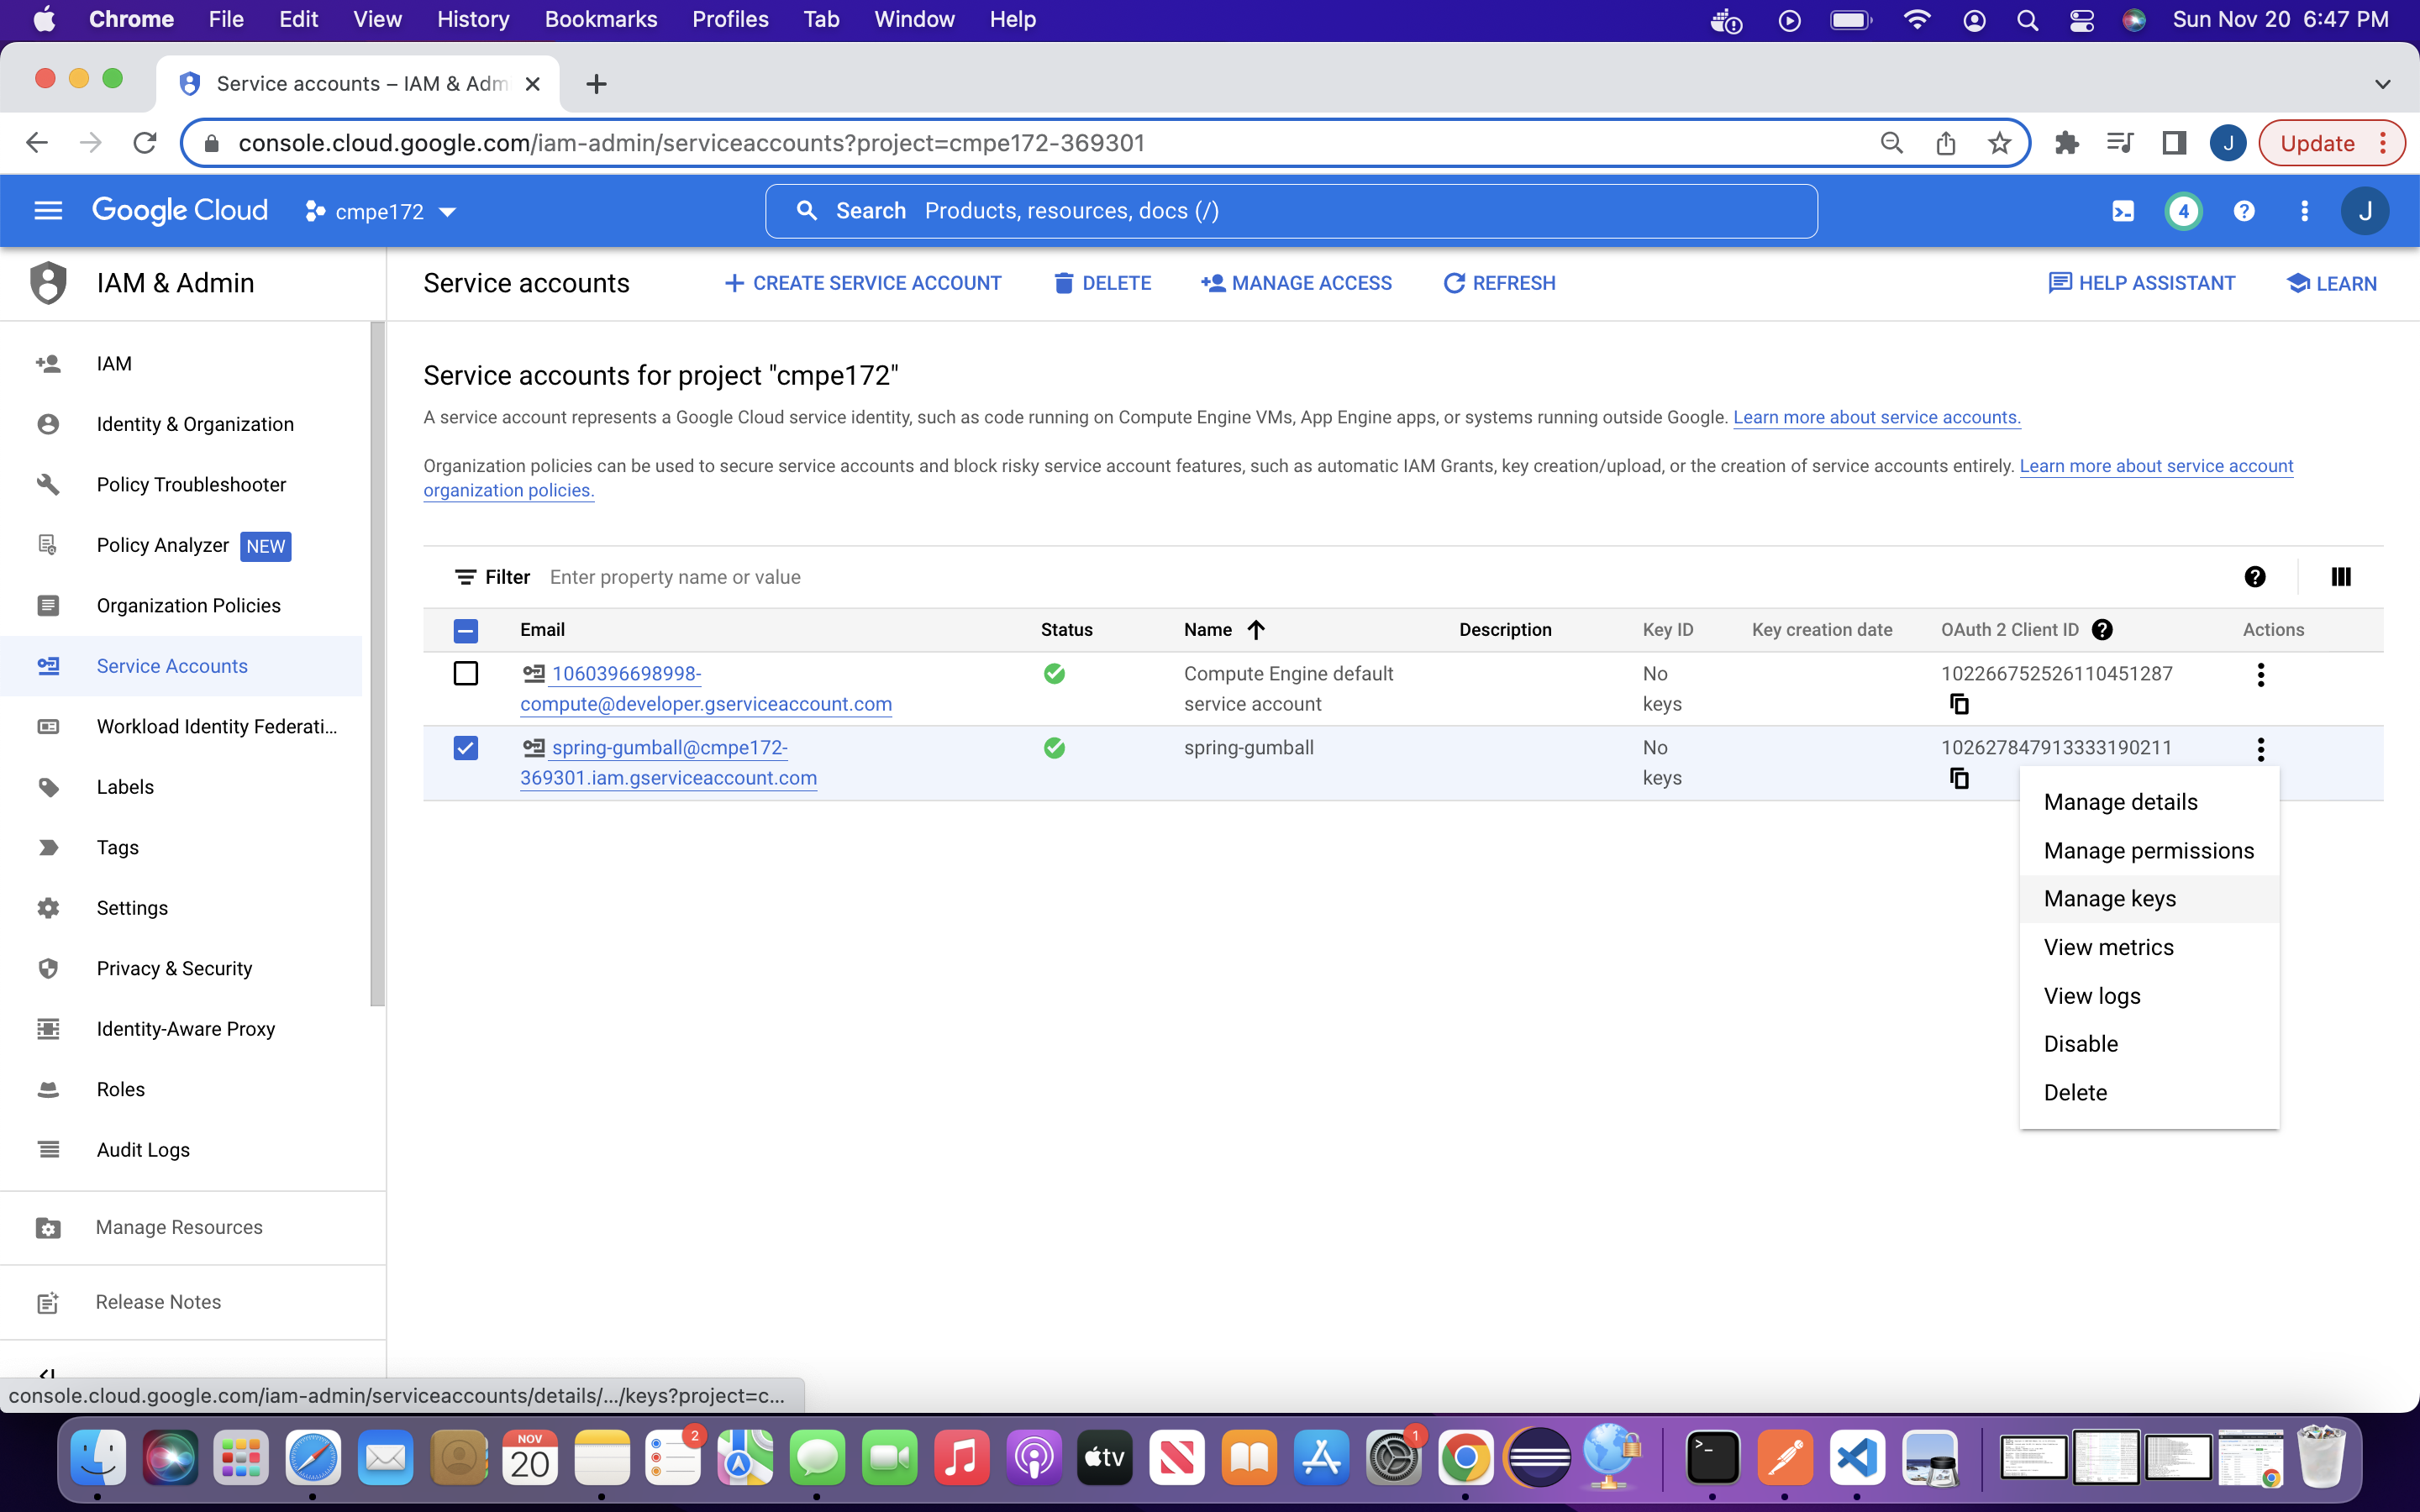 Chrome File Edit View History Bookmarks Profiles Tab Window Help Sun Nov 20 6:47 PM
Service accounts – IAM & Adm
console.cloud.google.com/iam-admin/serviceaccounts?project=cmpe172-369301
J
Update
Google Cloud
cmpe172
Search Products, resources, docs (/)
4
J
IAM & Admin
Service accounts
CREATE SERVICE ACCOUNT
DELETE
MANAGE ACCESS
REFRESH
HELP ASSISTANT
LEARN
IAM
Identity & Organization
Policy Troubleshooter
Policy Analyzer NEW
Organization Policies
Service Accounts
Workload Identity Federati...
Labels
Tags
Settings
Privacy & Security
Identity-Aware Proxy
Roles
Audit Logs
Manage Resources
Release Notes
Service accounts for project "cmpe172"
A service account represents a Google Cloud service identity, such as code running on Compute Engine VMs, App Engine apps, or systems running outside Google. Learn more about service accounts.
Organization policies can be used to secure service accounts and block risky service account features, such as automatic IAM Grants, key creation/upload, or the creation of service accounts entirely. Learn more about service account
organization policies.
Filter Enter property name or value
Email Status Name Description Key ID Key creation date OAuth 2 Client ID Actions
1060396698998- Compute Engine default No 102266752526110451287
compute@developer.gserviceaccount.com service account keys
spring-gumball@cmpe172- spring-gumball No 102627847913333190211
369301.iam.gserviceaccount.com keys
Manage details
Manage permissions
Manage keys
View metrics
View logs
Disable
Delete
console.cloud.google.com/iam-admin/serviceaccounts/details/.../keys?project=c...
NOV
20
2
tv
1